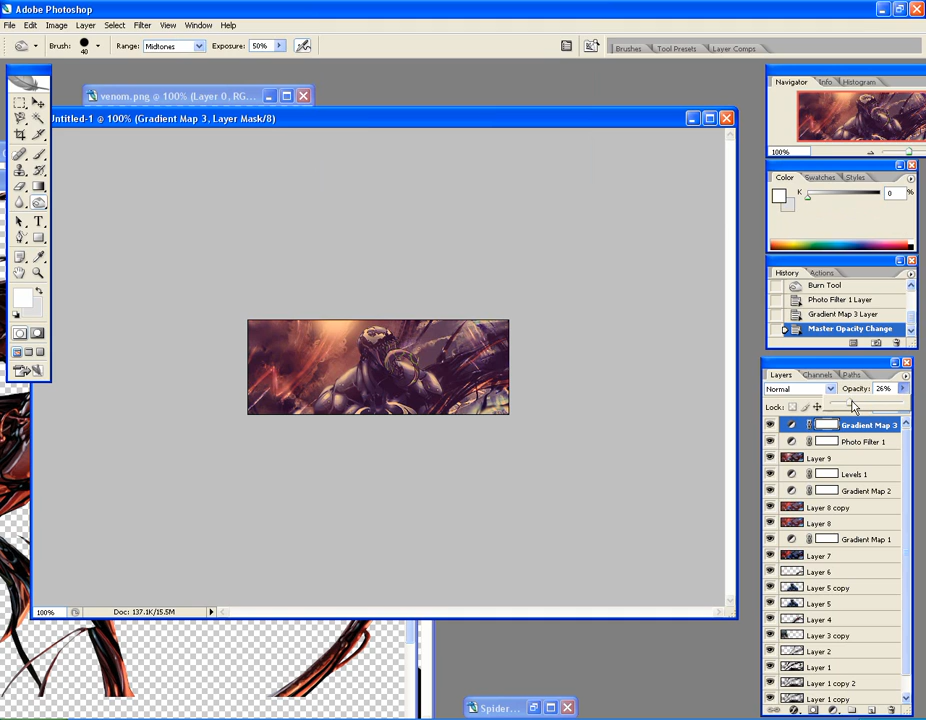 Adobe Photoshop
File Edit Image Layer Select Filter View Window Help
Brush: 40 Range: Midtones Exposure: 50% Brushes Tool Presets Layer Comps
venom.png @ 100% (Layer 0, RG...
Untitled-1 @ 100% (Gradient Map 3, Layer Mask/8)
Navigator Info Histogram
100%
Color Swatches Styles
K 0 %
History Actions
Burn Tool
Photo Filter 1 Layer
Gradient Map 3 Layer
Master Opacity Change
Layers Channels Paths
Normal Opacity: 26%
Lock:
Gradient Map 3
Photo Filter 1
Layer 9
Levels 1
Gradient Map 2
Layer 8 copy
Layer 8
Gradient Map 1
Layer 7
Layer 6
Layer 5 copy
Layer 5
Layer 4
Layer 3 copy
Layer 2
Layer 1
Layer 1 copy 2
Layer 1 copy
100% Doc: 137.1K/15.5M
Spider...